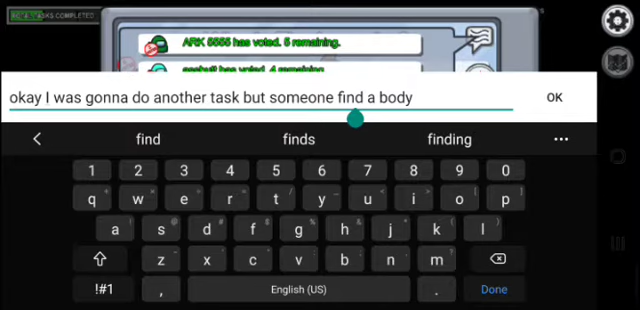 TASKS COMPLETED
ARK 5555 has voted. 5 remaining.
has voted. 4 remaining
okay I was gonna do another task but someone find a body
OK
find finds finding
1 2 3 4 5 6 7 8 9 0
q w e r t y u i o p
a s d f g h j k l
z x c v b n m
!#1 , English (US) . Done